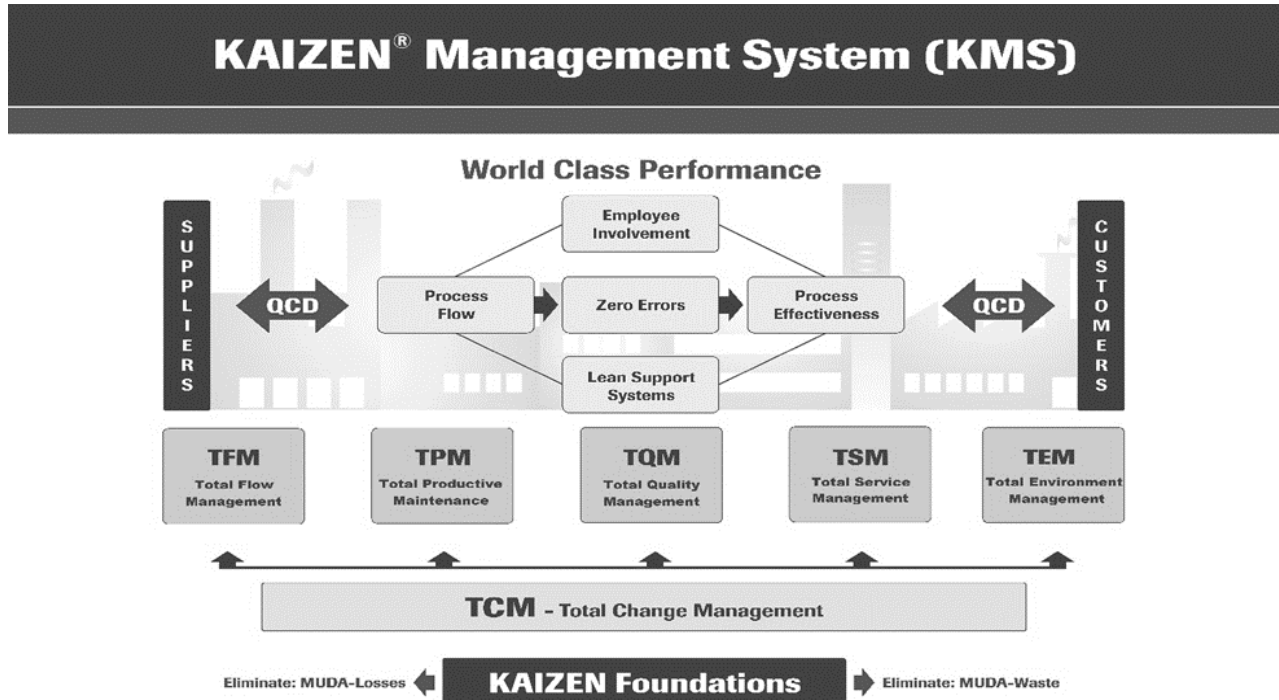 KAIZEN® Management System (KMS)
World Class Performance
SUPPLIERS
QCD
Process
Flow
Employee
Involvement
Zero Errors
Lean Support
Systems
Process
Effectiveness
QCD
CUSTOMERS
TFM
Total Flow
Management
TPM
Total Productive
Maintenance
TQM
Total Quality
Management
TSM
Total Service
Management
TEM
Total Environment
Management
TCM - Total Change Management
Eliminate: MUDA-Losses
KAIZEN Foundations
Eliminate: MUDA-Waste